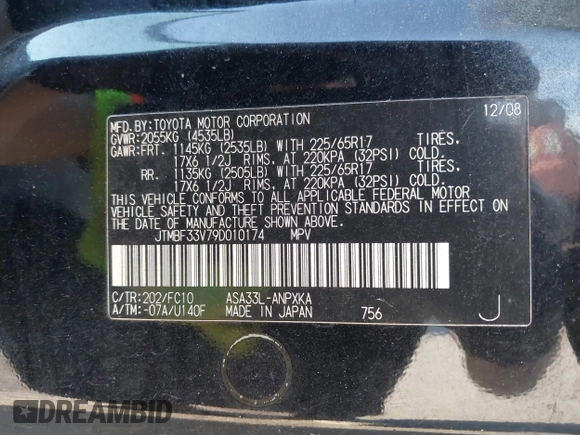 12/08
MFD.BY:TOYOTA MOTOR CORPORATION
GVWR:2055KG (4535LB)
GAWR:FRT. 1145KG (2535LB) WITH 225/65R17 TIRES.
17X6 1/2J RIMS, AT 220KPA (32PSI) COLD.
RR. 1135KG (2505LB) WITH 225/65R17 TIRES.
17X6 1/2J RIMS, AT 220KPA (32PSI) COLD.
THIS VEHICLE CONFORMS TO ALL APPLICABLE FEDERAL MOTOR
VEHICLE SAFETY AND THEFT PREVENTION STANDARDS IN EFFECT ON
THE DATE OF MANUFACTURE SHOWN ABOVE.
JTMBF33V79D010174 MPV
C/TR:202/FC10 ASA33L-ANPXKA
A/TM:-07A/U140F MADE IN JAPAN 756 J
DREAMBID